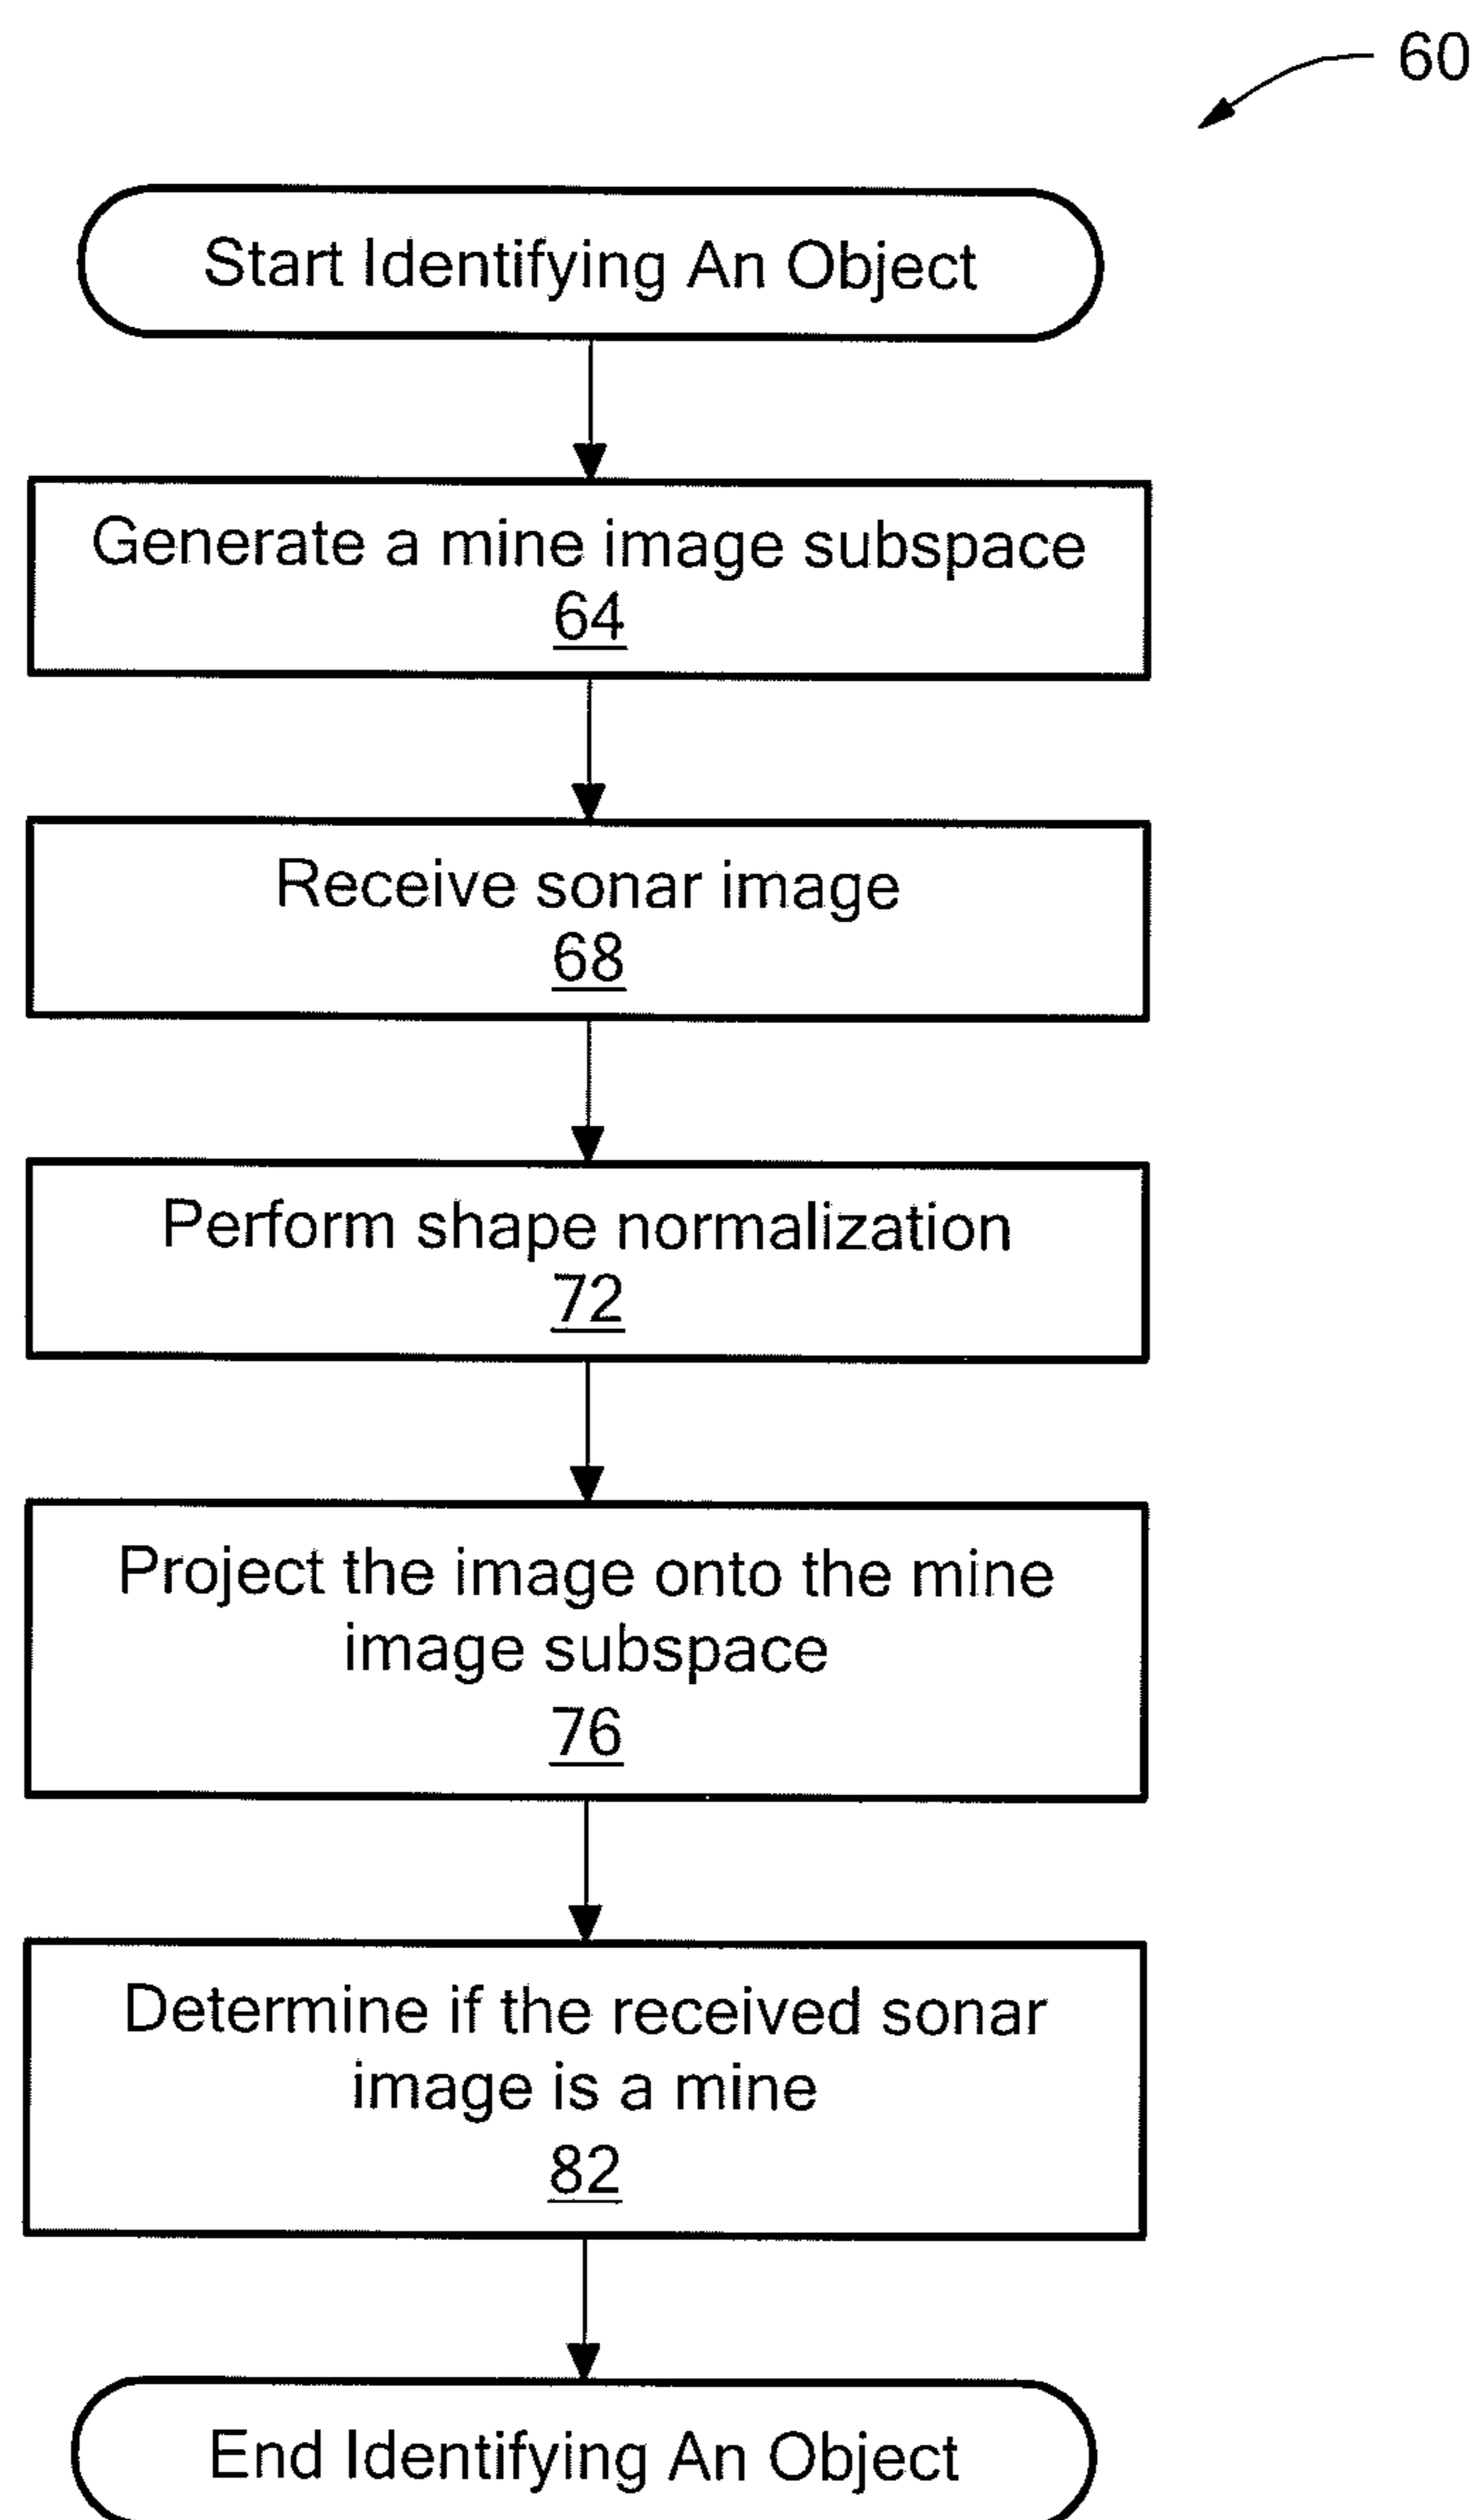 60
Start Identifying An Object
Generate a mine image subspace
64
Receive sonar image
68
Perform shape normalization
72
Project the image onto the mine
image subspace
76
Determine if the received sonar
image is a mine
82
End Identifying An Object